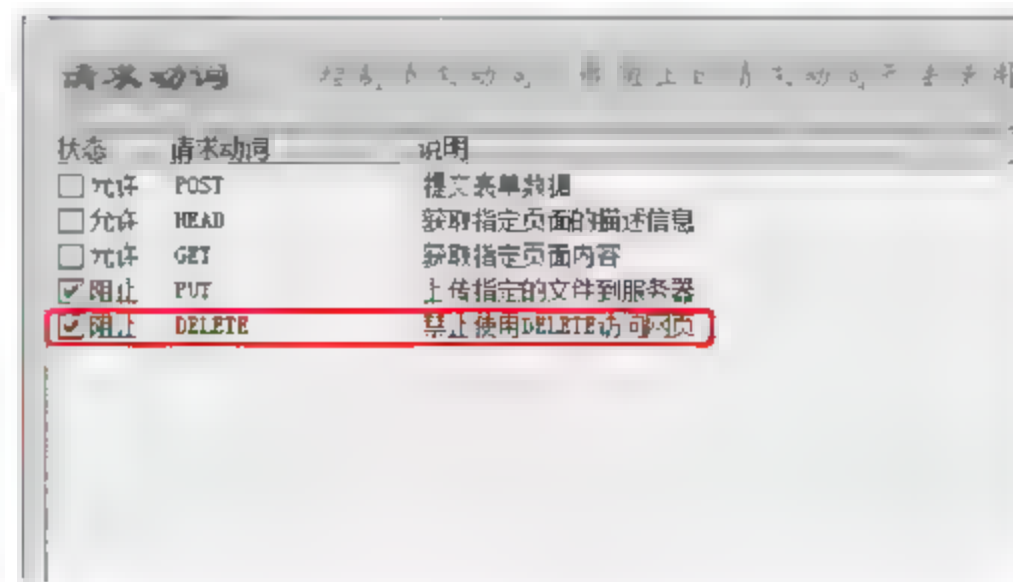 请求动词
状态 请求动词 说明
允许 POST 提交表单数据
允许 HEAD 获取指定页面的描述信息
允许 GET 获取指定页面内容
阻止 PUT 上传指定的文件到服务器
阻止 DELETE 禁止使用DELETE访问网页